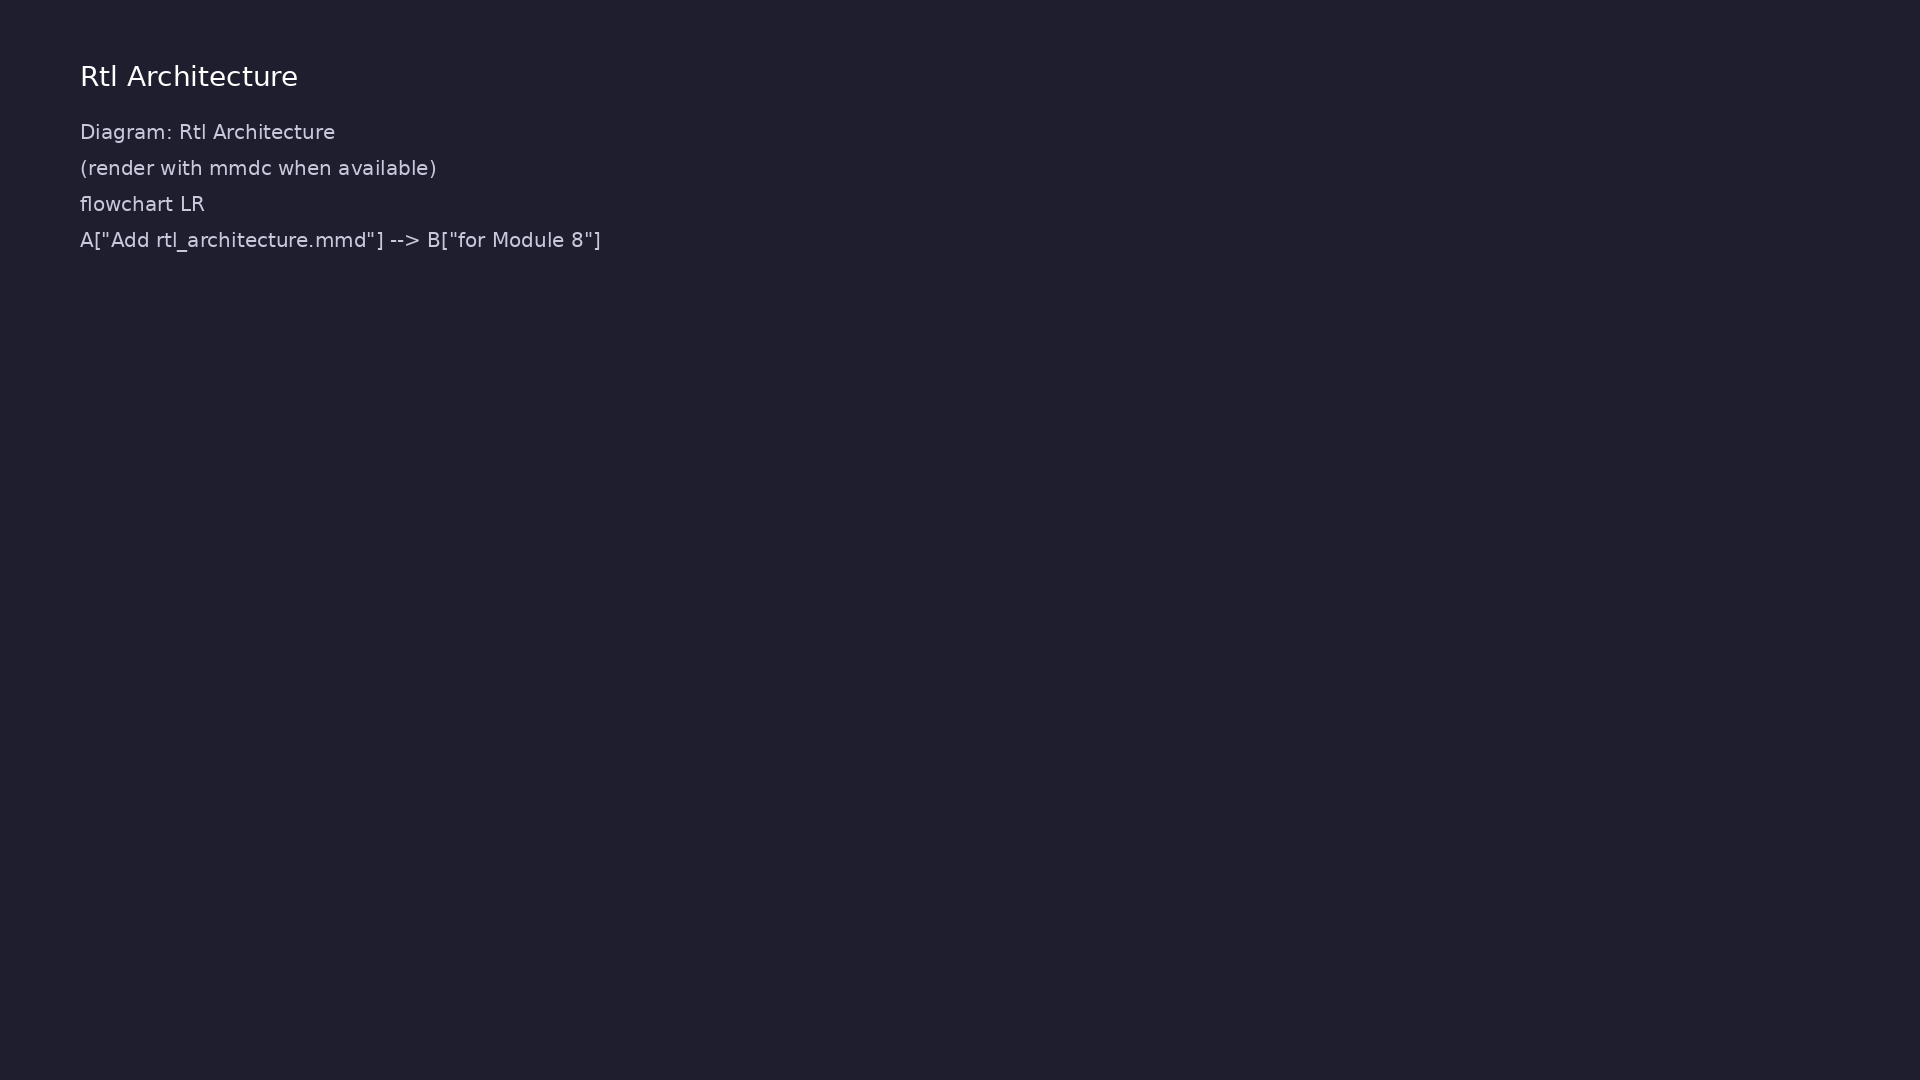 Rtl Architecture
Diagram: Rtl Architecture
(render with mmdc when available)
flowchart LR
A["Add rtl_architecture.mmd"] --> B["for Module 8"]